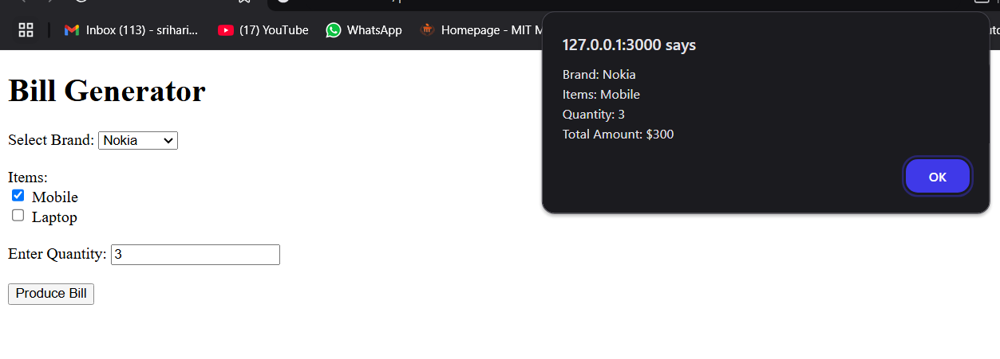 Inbox (113) - srihari...
(17) YouTube
WhatsApp
Homepage - MIT M
127.0.0.1:3000 says
Brand: Nokia
Items: Mobile
Quantity: 3
Total Amount: $300
OK
Bill Generator
Select Brand: Nokia
Items:
Mobile
Laptop
Enter Quantity: 3
Produce Bill